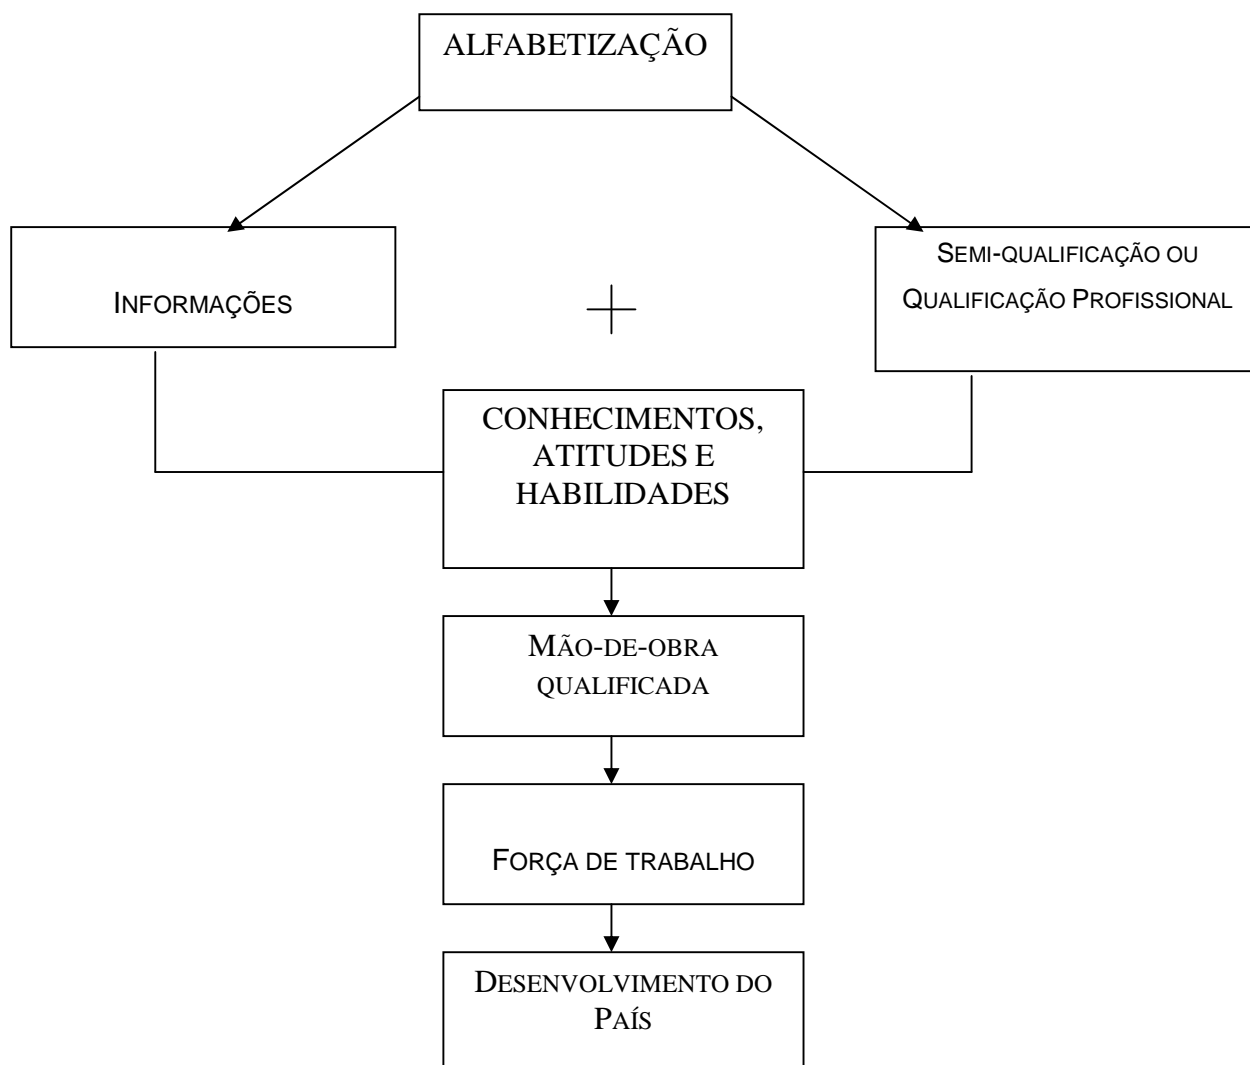 ALFABETIZAÇÃO
INFORMAÇÕES
SEMI-QUALIFICAÇÃO OU
QUALIFICAÇÃO PROFISSIONAL
CONHECIMENTOS,
ATITUDES E
HABILIDADES
MÃO-DE-OBRA
QUALIFICADA
FORÇA DE TRABALHO
DESENVOLVIMENTO DO
PAÍS